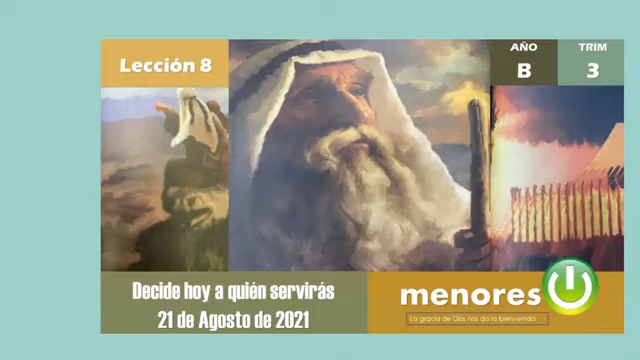 Lección 8
AÑO
B
TRIM
3
Decide hoy a quién servirás
21 de Agosto de 2021
menores
La gracia de Dios nos da la bienvenida